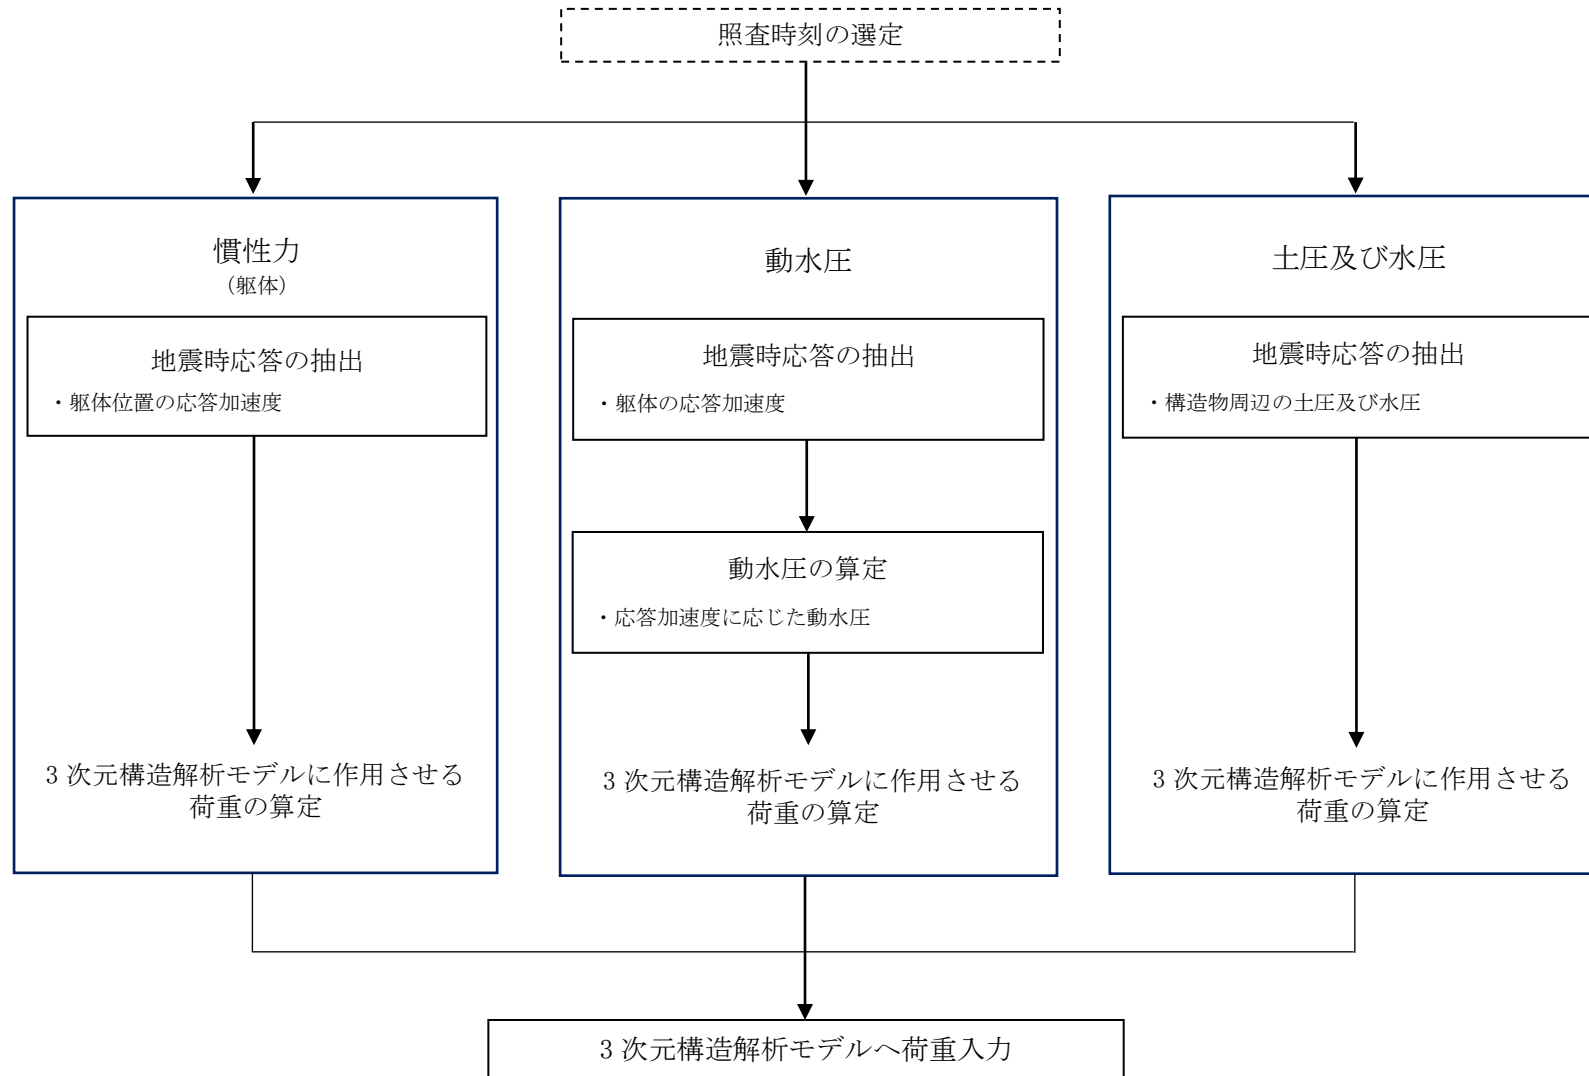 照査時刻の選定
慣性力
（躯体）
地震時応答の抽出
・躯体位置の応答加速度
3 次元構造解析モデルに作用させる
荷重の算定
動水圧
地震時応答の抽出
・躯体の応答加速度
動水圧の算定
・応答加速度に応じた動水圧
3 次元構造解析モデルに作用させる
荷重の算定
土圧及び水圧
地震時応答の抽出
・構造物周辺の土圧及び水圧
3 次元構造解析モデルに作用させる
荷重の算定
3 次元構造解析モデルへ荷重入力